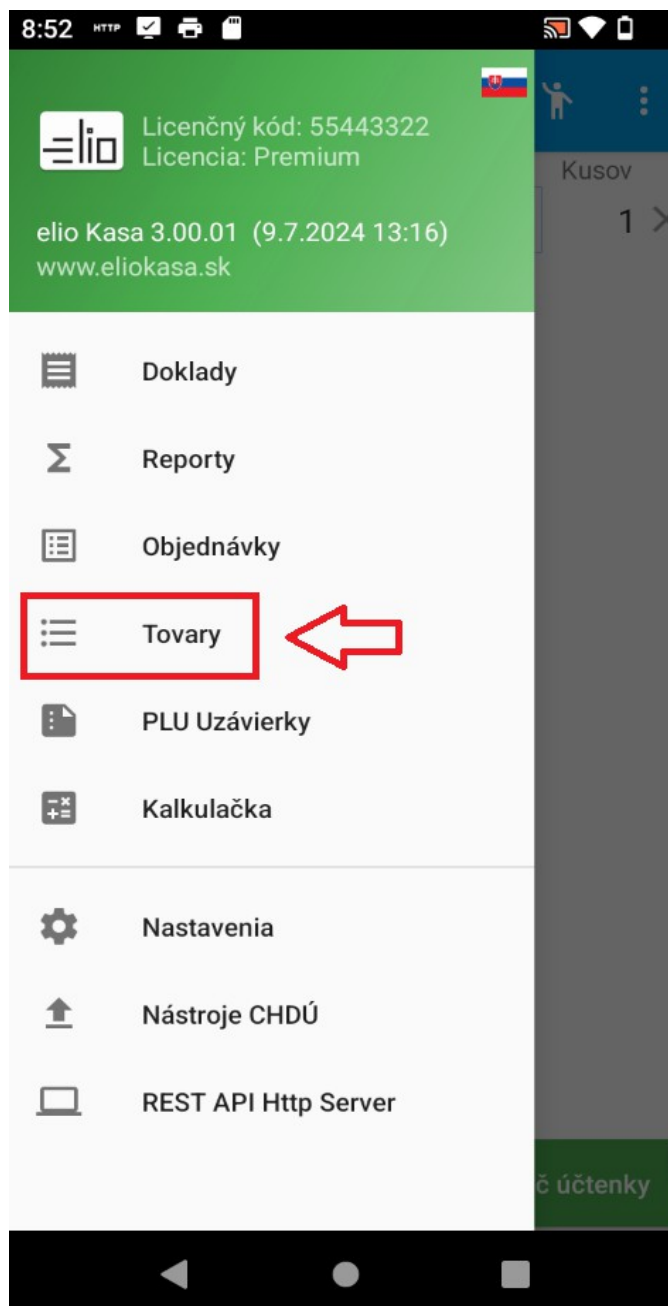 8:52 HTTP
elio
Licenčný kód: 55443322
Licencia: Premium
elio Kasa 3.00.01 (9.7.2024 13:16)
www.eliokasa.sk
Kusov
1
Doklady
Reporty
Objednávky
Tovary
PLU Uzávierky
Kalkulačka
Nastavenia
Nástroje CHDÚ
REST API Http Server
č účtenky